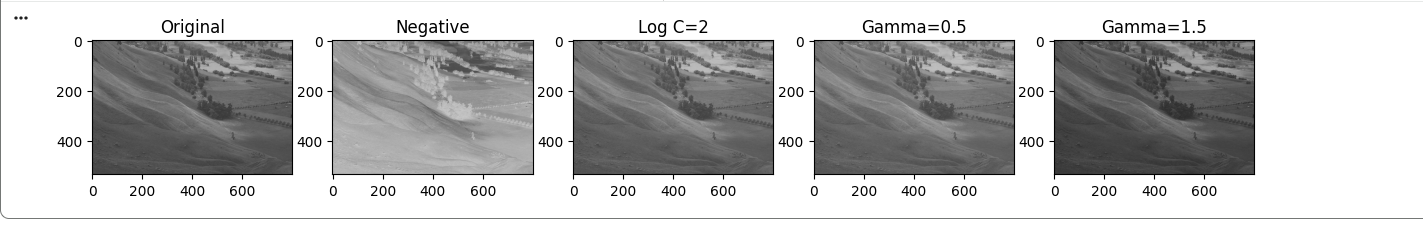 ...
Original Negative Log C=2 Gamma=0.5 Gamma=1.5
0 0 0 0 0
200 200 200 200 200
400 400 400 400 400
0 200 400 600 0 200 400 600 0 200 400 600 0 200 400 600 0 200 400 600